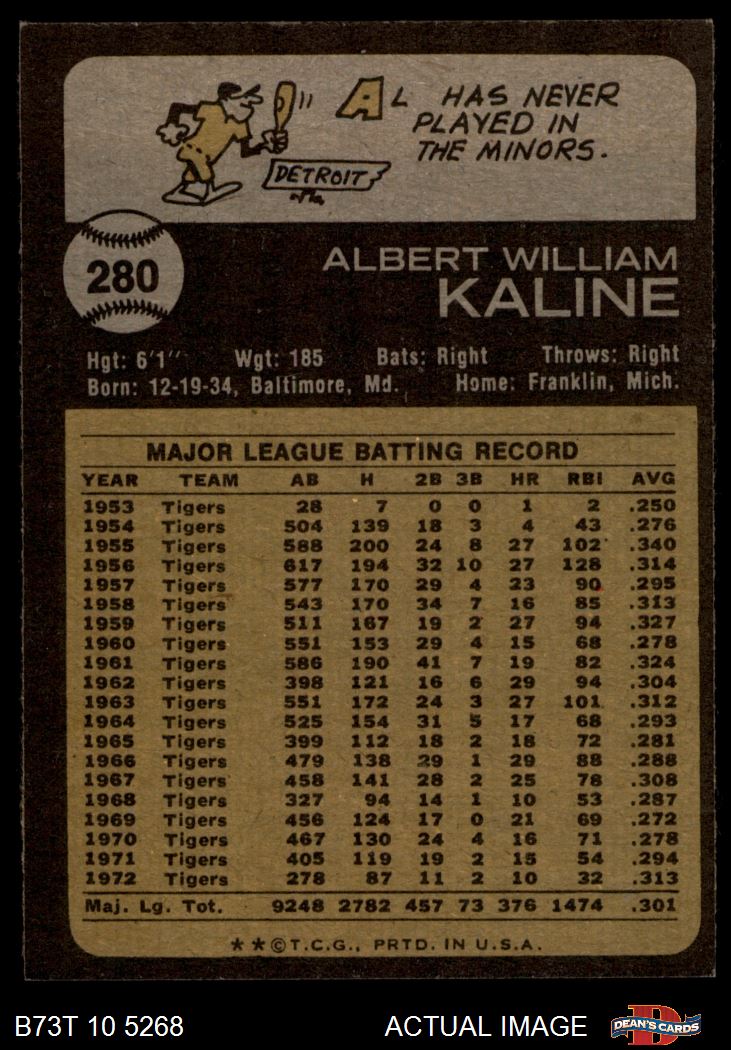 AL HAS NEVER
PLAYED IN
THE MINORS.
DETROIT
280
ALBERT WILLIAM
KALINE
Hgt: 6'1" Wgt: 185 Bats: Right Throws: Right
Born: 12-19-34, Baltimore, Md. Home: Franklin, Mich.
MAJOR LEAGUE BATTING RECORD
YEAR TEAM AB H 2B 3B HR RBI AVG
1953 Tigers 28 7 0 0 1 2 .250
1954 Tigers 504 139 18 3 4 43 .276
1955 Tigers 588 200 24 8 27 102 .340
1956 Tigers 617 194 32 10 27 128 .314
1957 Tigers 577 170 29 4 23 90 .295
1958 Tigers 543 170 34 7 16 85 .313
1959 Tigers 511 167 19 2 27 94 .327
1960 Tigers 551 153 29 4 15 68 .278
1961 Tigers 586 190 41 7 19 82 .324
1962 Tigers 398 121 16 6 29 94 .304
1963 Tigers 551 172 24 3 27 101 .312
1964 Tigers 525 154 31 5 17 68 .293
1965 Tigers 399 112 18 2 18 72 .281
1966 Tigers 479 138 29 1 29 88 .288
1967 Tigers 458 141 28 2 25 78 .308
1968 Tigers 327 94 14 1 10 53 .287
1969 Tigers 456 124 17 0 21 69 .272
1970 Tigers 467 130 24 4 16 71 .278
1971 Tigers 405 119 19 2 15 54 .294
1972 Tigers 278 87 11 2 10 32 .313
Maj. Lg. Tot. 9248 2782 457 73 376 1474 .301
★★©T.C.G., PRTD. IN U.S.A.
B73T 10 5268 ACTUAL IMAGE D DEAN'S CARDS